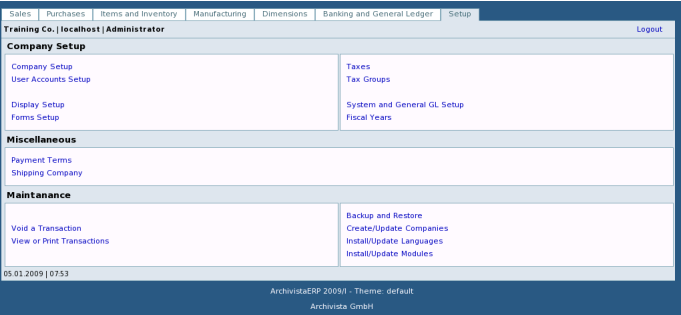 Sales Purchases Items and Inventory Manufacturing Dimensions Banking and General Ledger Setup
Training Co. | localhost | Administrator Logout
Company Setup
Company Setup Taxes
User Accounts Setup Tax Groups
Display Setup System and General GL Setup
Forms Setup Fiscal Years
Miscellaneous
Payment Terms
Shipping Company
Maintanance
Backup and Restore
Void a Transaction Create/Update Companies
View or Print Transactions Install/Update Languages
Install/Update Modules
05.01.2009 | 07:53
ArchivistaERP 2009/I - Theme: default
Archivista GmbH